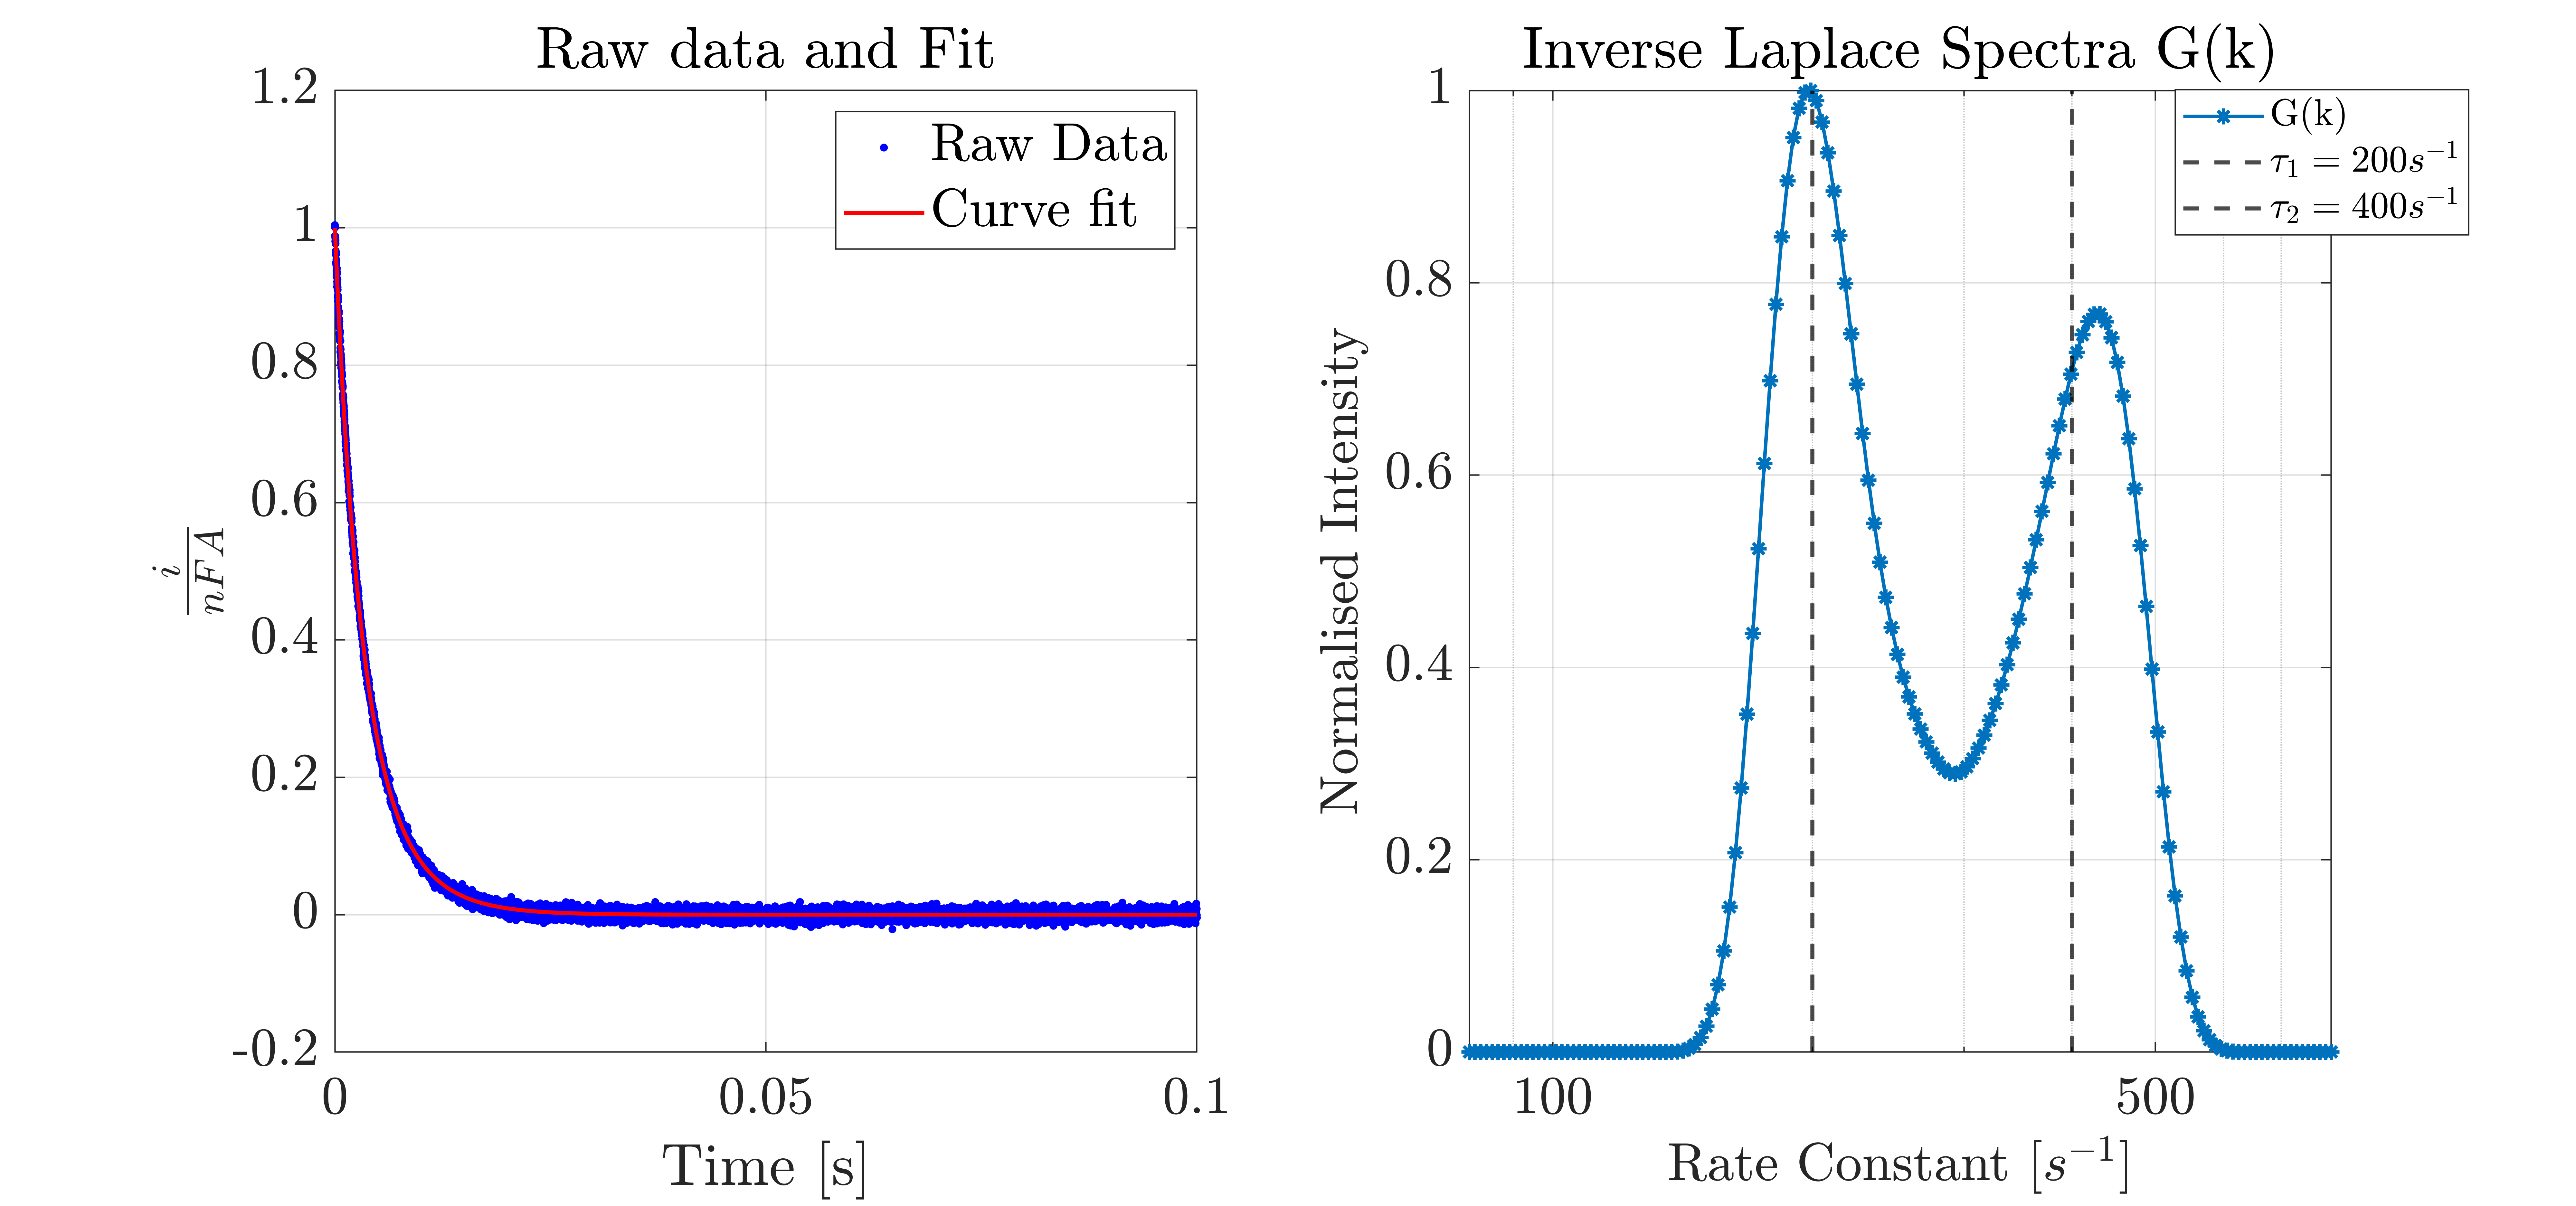 Raw data and Fit
1.2
1
0.8
0.6
0.4
0.2
0
-0.2
0
0.05
0.1
Time [s]
i
nFA
Raw Data
Curve fit
Inverse Laplace Spectra G(k)
1
0.8
0.6
0.4
0.2
0
100
500
Rate Constant [s⁻¹]
Normalised Intensity
G(k)
τ₁ = 200s⁻¹
τ₂ = 400s⁻¹